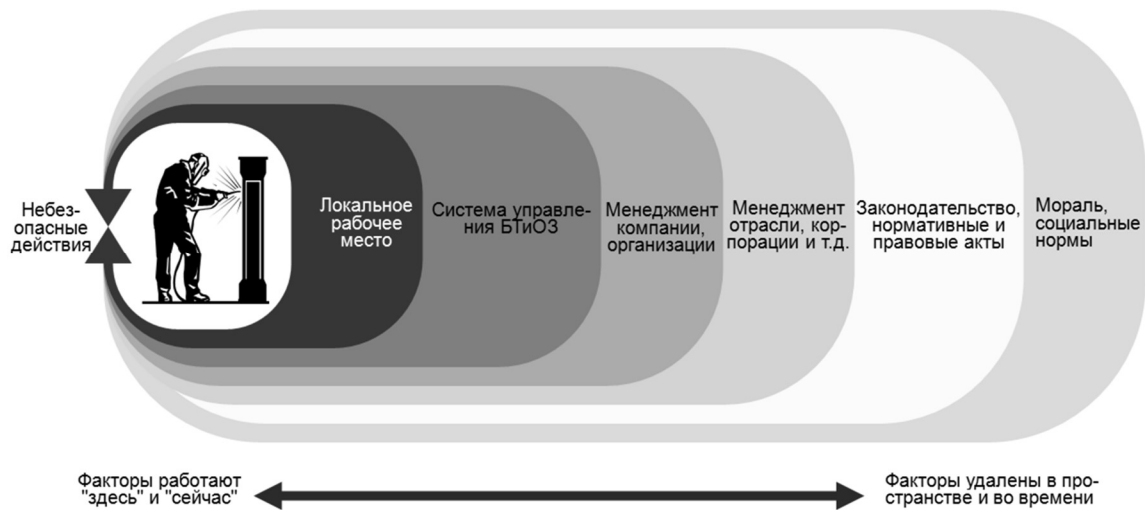 Небез-
опасные
действия
Локальное
рабочее
место
Система управле-
ния БТиОЗ
Менеджмент
компании,
организации
Менеджмент
отрасли, кор-
порации и т.д.
Законодательство,
нормативные и
правовые акты
Мораль,
социальные
нормы
Факторы работают
"здесь" и "сейчас"
Факторы удалены в про-
странстве и во времени